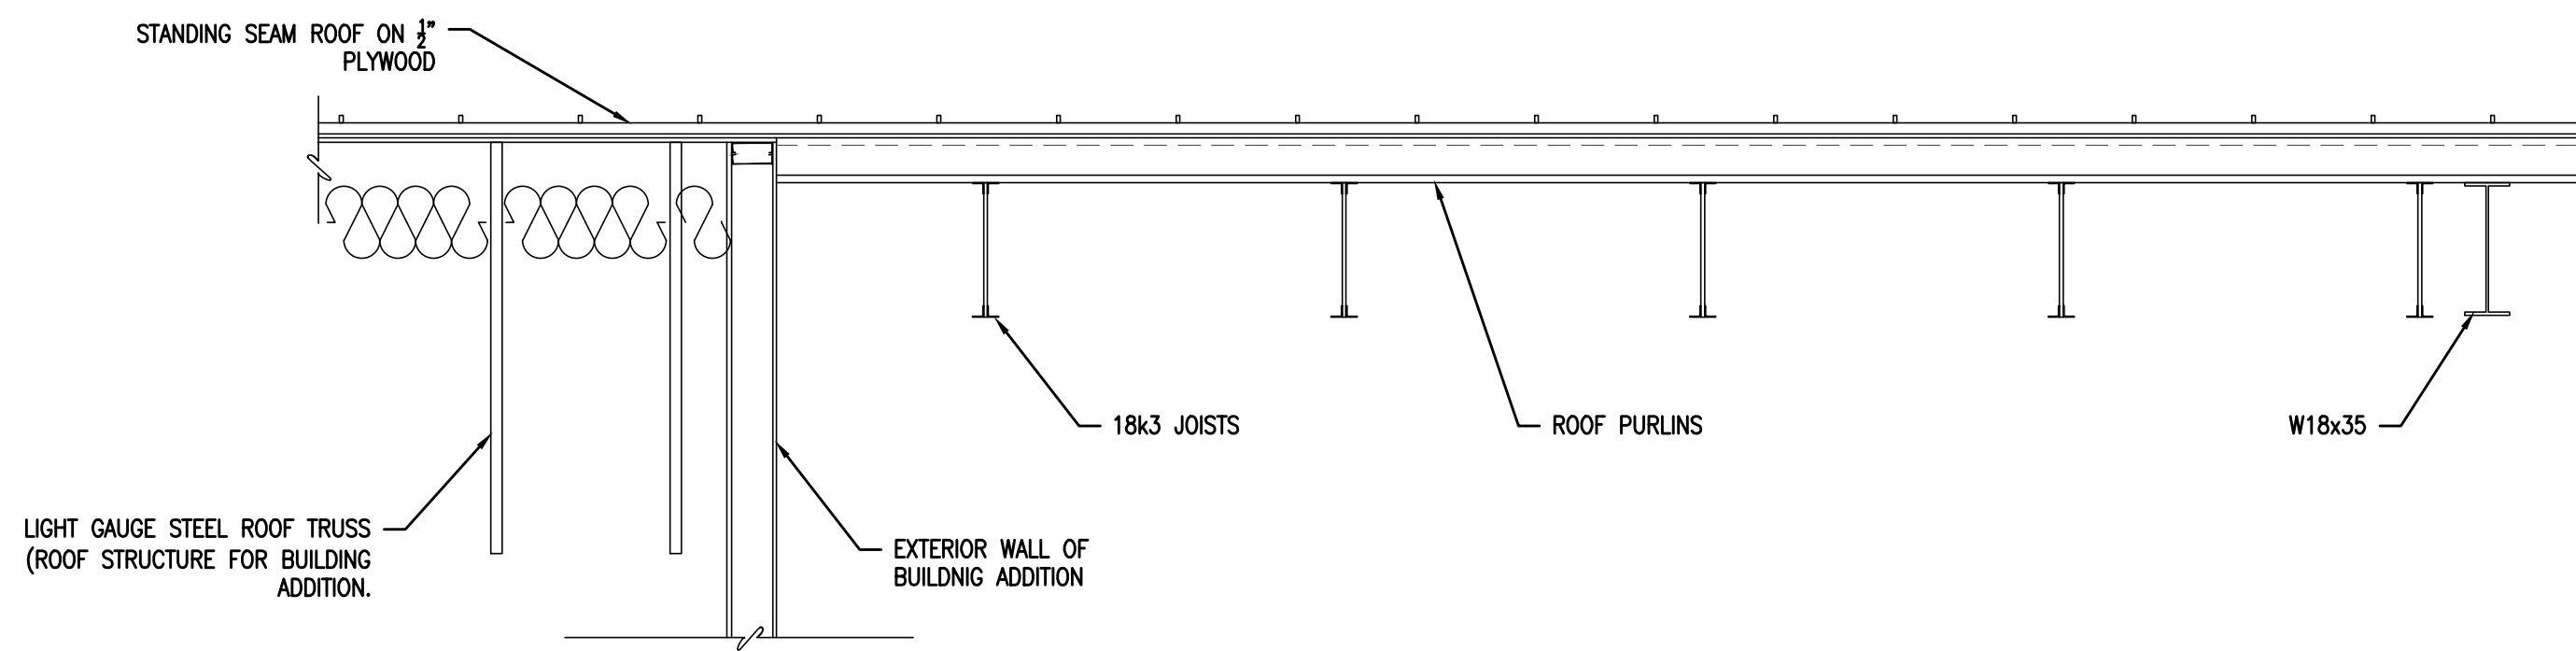 STANDING SEAM ROOF ON ½"
PLYWOOD
18k3 JOISTS
ROOF PURLINS
W18x35
LIGHT GAUGE STEEL ROOF TRUSS
(ROOF STRUCTURE FOR BUILDING
ADDITION.
EXTERIOR WALL OF
BUILDNIG ADDITION